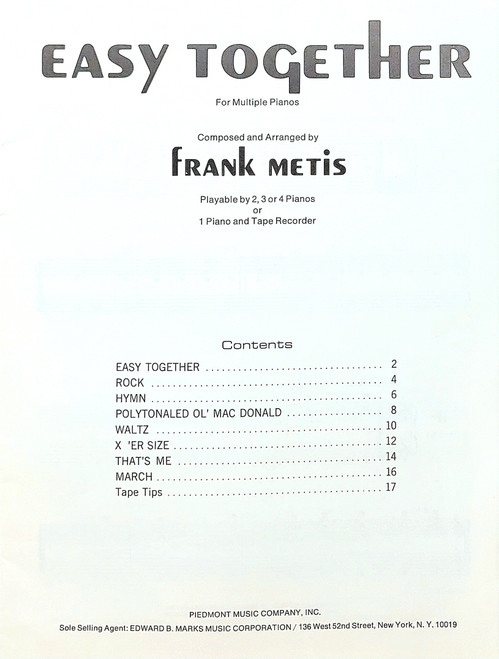 EASY TOGETHER
For Multiple Pianos
Composed and Arranged by
FRANK METIS
Playable by 2, 3 or 4 Pianos
or
1 Piano and Tape Recorder
Contents
EASY TOGETHER ................................ 2
ROCK ........................................ 4
HYMN ........................................ 6
POLYTONALED OL' MAC DONALD ................. 8
WALTZ ....................................... 10
X 'ER SIZE .................................... 12
THAT'S ME .................................... 14
MARCH ....................................... 16
Tape Tips ..................................... 17
PIEDMONT MUSIC COMPANY, INC.
Sole Selling Agent: EDWARD B. MARKS MUSIC CORPORATION / 136 West 52nd Street, New York, N. Y. 10019